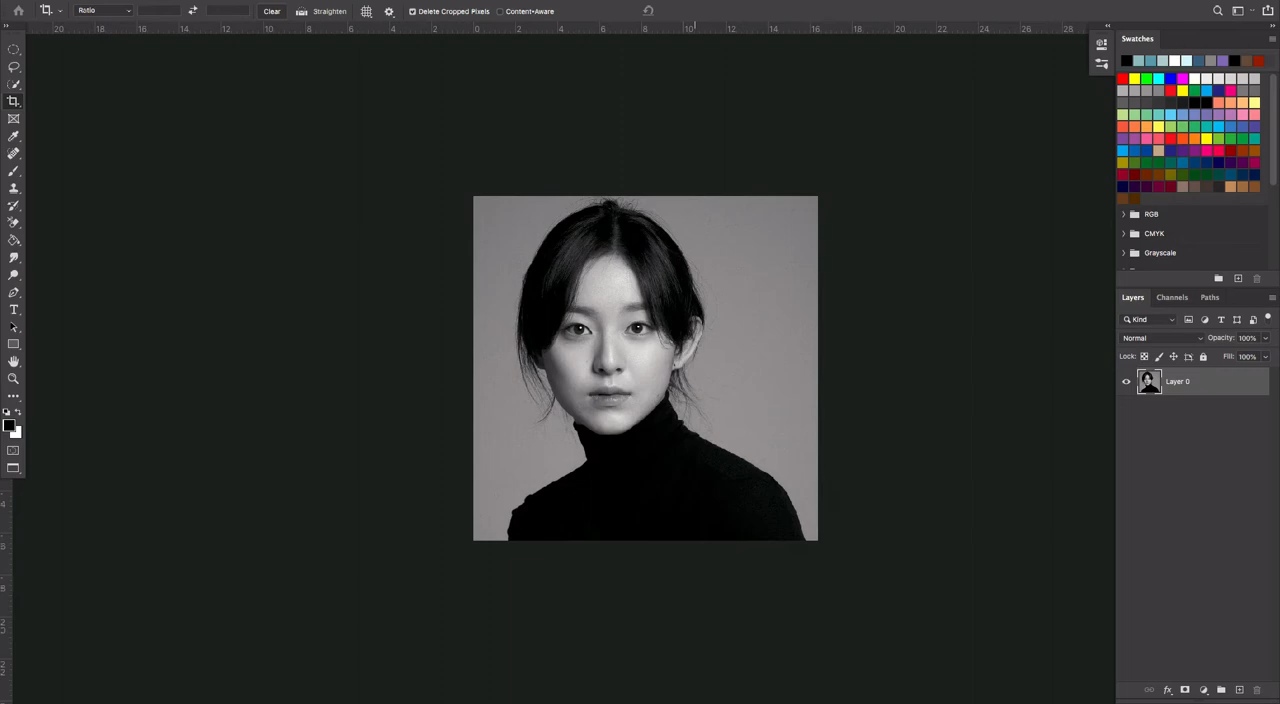 Ratio
Clear
Straighten
Delete Cropped Pixels
Content-Aware
20 18 16 14 12 10 8 6 4 2 0 2 4 6 8 10 12 14 16 18 20 22 24 26 28
Swatches
RGB
CMYK
Grayscale
Layers Channels Paths
Kind
Normal Opacity: 100%
Lock: Fill: 100%
Layer 0
fx